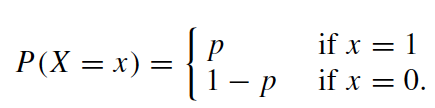 P(X = x) = { p if x = 1
1 − p if x = 0.